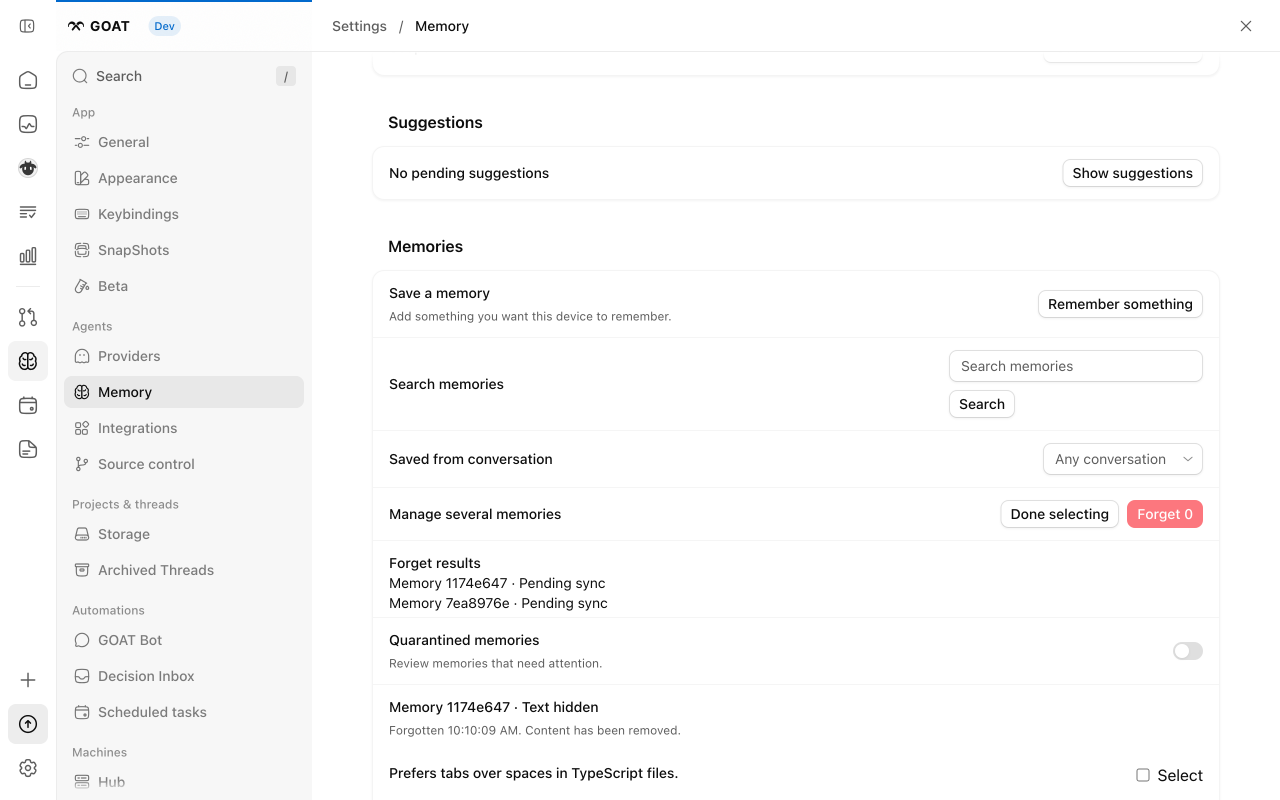 GOAT
Dev
Settings / Memory
Search
/
App
General
Appearance
Keybindings
SnapShots
Beta
Agents
Providers
Memory
Integrations
Source control
Projects & threads
Storage
Archived Threads
Automations
GOAT Bot
Decision Inbox
Scheduled tasks
Machines
Hub
Suggestions
No pending suggestions
Show suggestions
Memories
Save a memory
Add something you want this device to remember.
Remember something
Search memories
Search memories
Search
Saved from conversation
Any conversation
Manage several memories
Done selecting
Forget 0
Forget results
Memory 1174e647 · Pending sync
Memory 7ea8976e · Pending sync
Quarantined memories
Review memories that need attention.
Memory 1174e647 · Text hidden
Forgotten 10:10:09 AM. Content has been removed.
Prefers tabs over spaces in TypeScript files.
Select